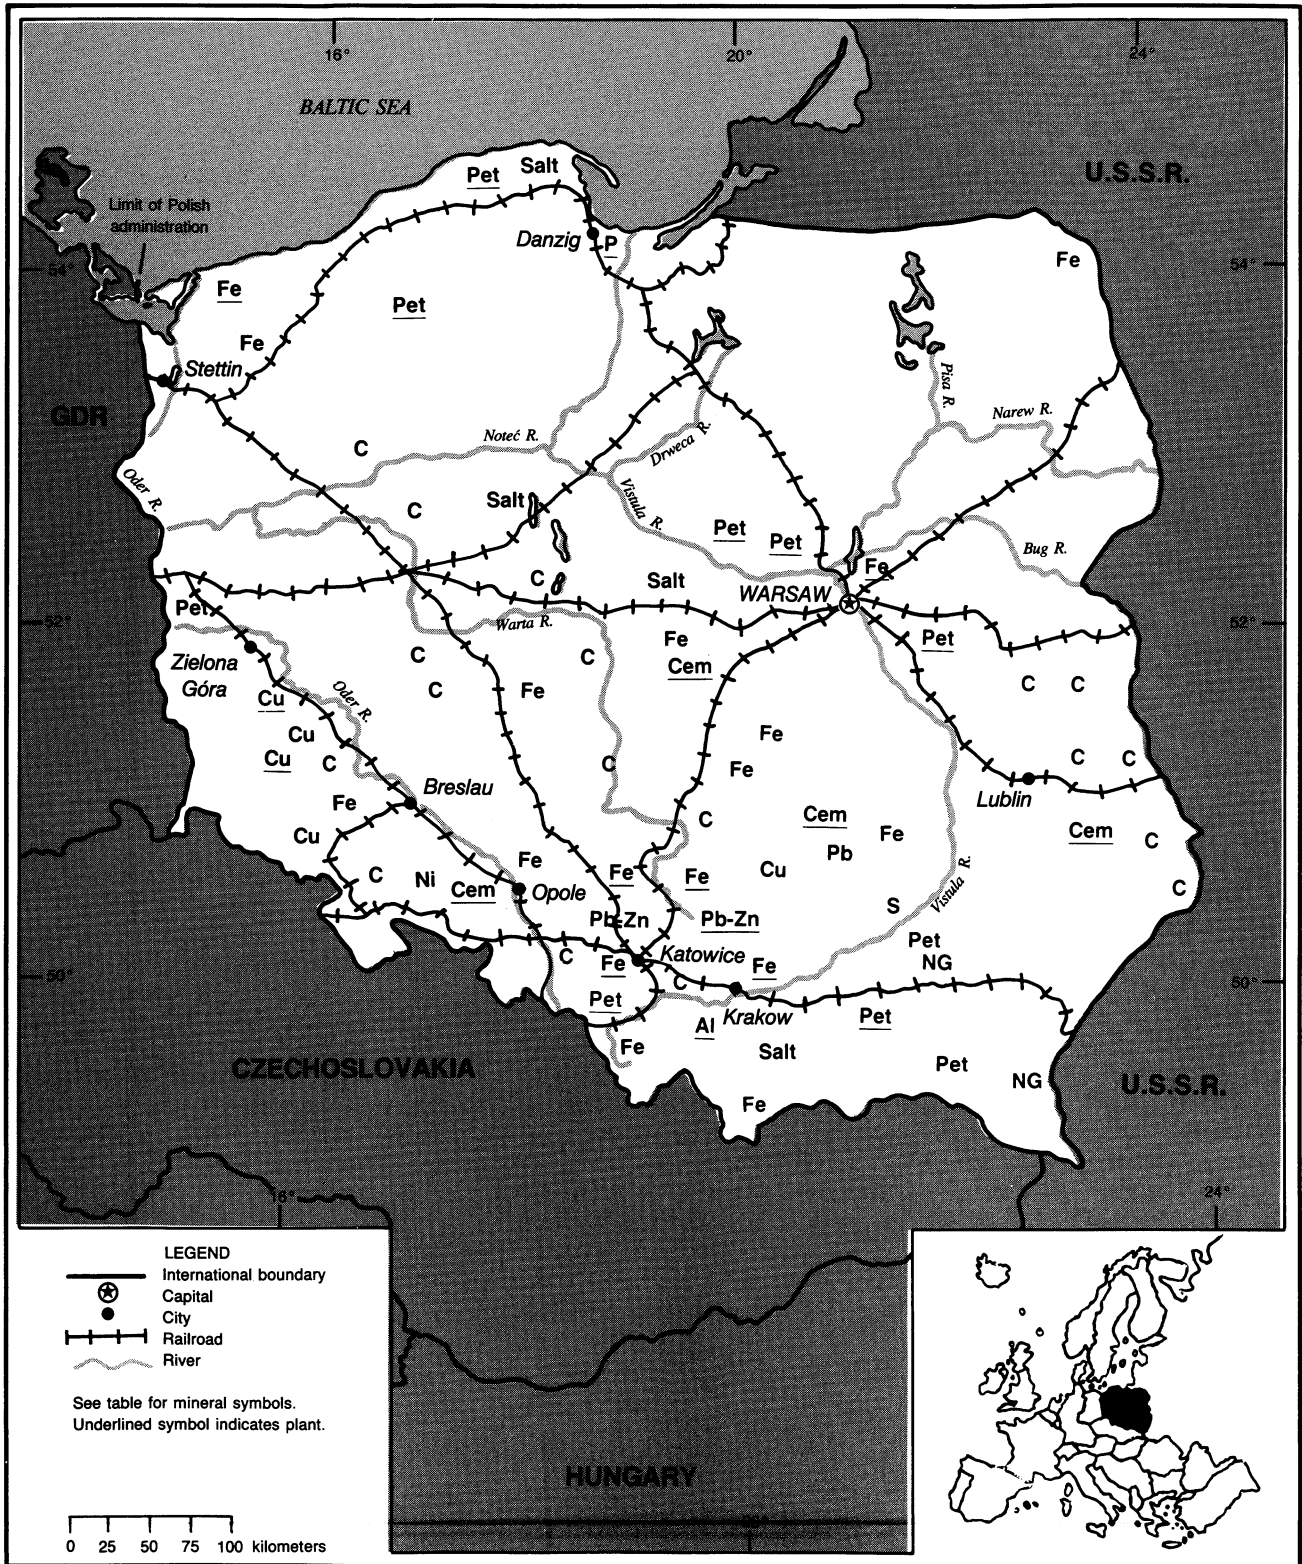 16°
20°
24°
BALTIC SEA
U.S.S.R.
Pet
Salt
Limit of Polish
administration
Danzig
P
54°
54°
Fe
Fe
Pet
Fe
Stettin
GDR
Pisa R.
Narew R.
C
Noteć R.
Drweca R.
Oder R.
Salt
Vistula R.
C
Pet
Pet
Bug R.
Fe
C
Salt
WARSAW
Pet
52°
52°
Warta R.
Fe
Pet
Zielona
Góra
C
C
Cem
C
C
Cu
Oder R.
C
Fe
Cu
Fe
Cu
C
C
Fe
C
C
Breslau
Lublin
Fe
C
Cem
Cem
Cu
Fe
C
Pb
Fe
Fe
Fe
Cu
C
Ni
Cem
Opole
C
S
Vistula R.
Pb-Zn
Pb-Zn
Pet
NG
C
Katowice
Fe
Fe
50°
50°
C
Pet
Krakow
Pet
Al
Fe
Salt
Pet
CZECHOSLOVAKIA
NG
U.S.S.R.
Fe
16°
24°
LEGEND
International boundary
Capital
City
Railroad
River
See table for mineral symbols.
Underlined symbol indicates plant.
HUNGARY
0 25 50 75 100 kilometers